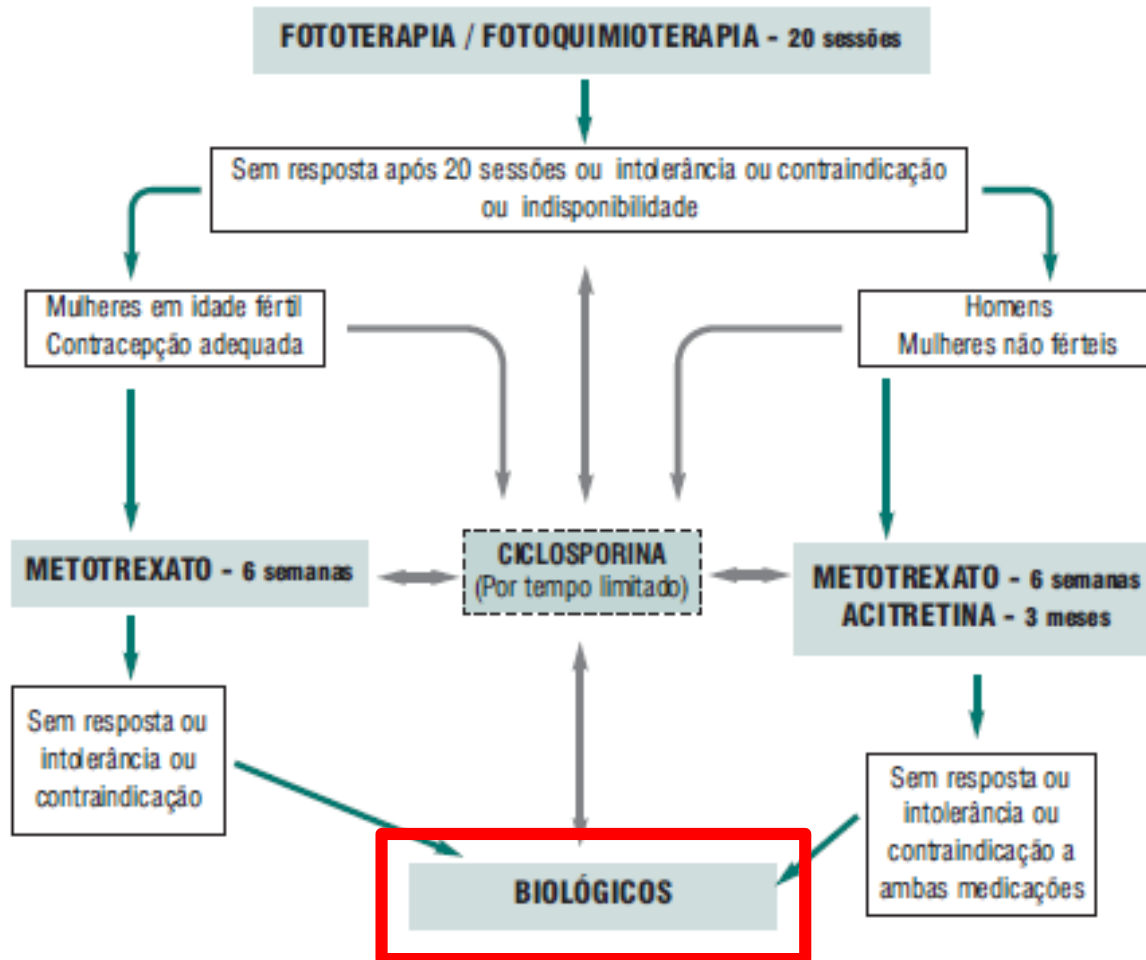 FOTOTERAPIA / FOTOQUIMIOTERAPIA - 20 sessões
Sem resposta após 20 sessões ou intolerância ou contraindicação
ou indisponibilidade
Mulheres em idade fértil
Contracepção adequada
Homens
Mulheres não férteis
METOTREXATO - 6 semanas
CICLOSPORINA
(Por tempo limitado)
METOTREXATO - 6 semanas
ACITRETINA - 3 meses
Sem resposta ou
intolerância ou
contraindicação
Sem resposta ou
intolerância ou
contraindicação a
ambas medicações
BIOLÓGICOS